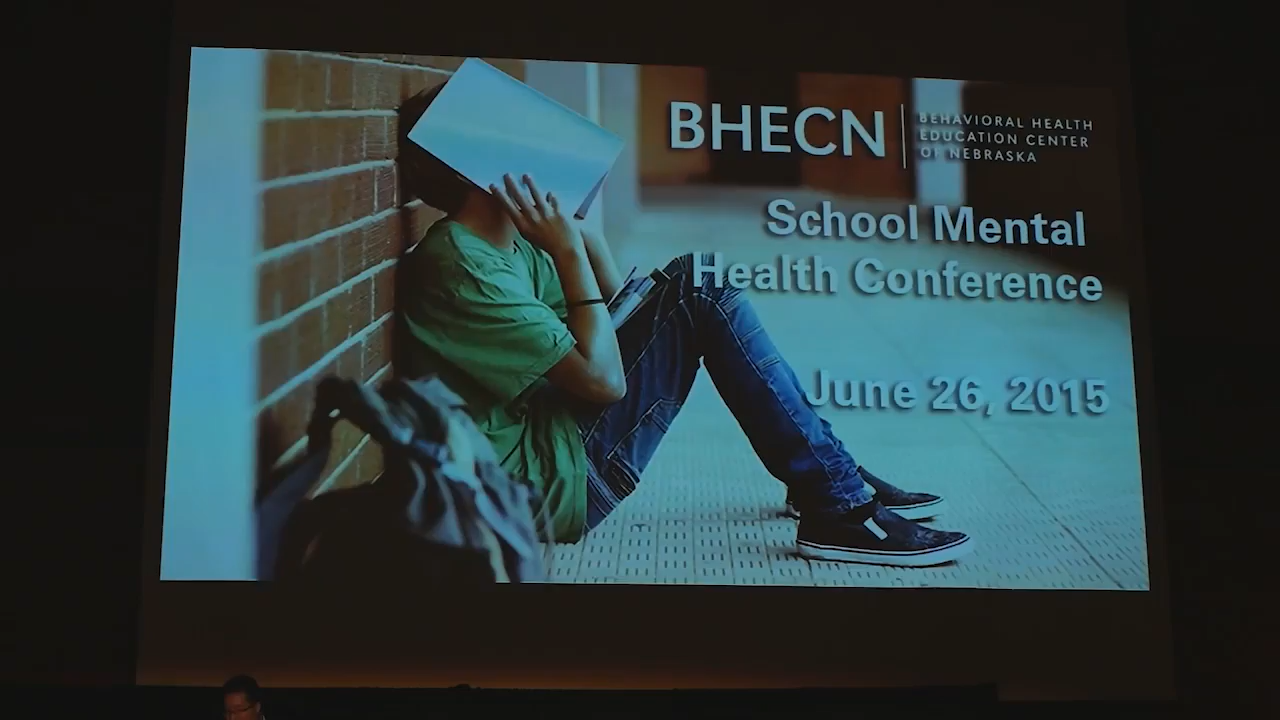 BHECN
BEHAVIORAL HEALTH
EDUCATION CENTER
OF NEBRASKA
School Mental
Health Conference
June 26, 2015